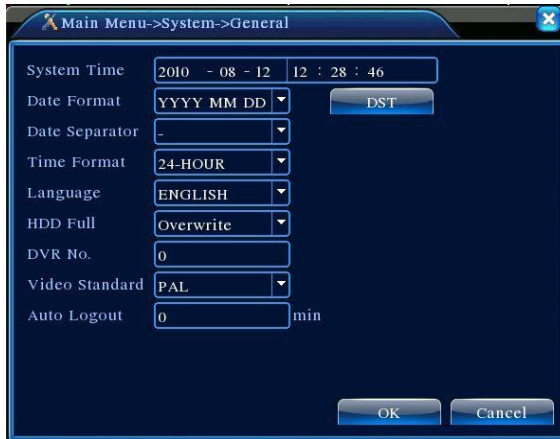 Main Menu->System->General
System Time 2010 - 08 - 12 12 : 28 : 46
Date Format YYYY MM DD DST
Date Separator -
Time Format 24-HOUR
Language ENGLISH
HDD Full Overwrite
DVR No. 0
Video Standard PAL
Auto Logout 0 min
OK Cancel